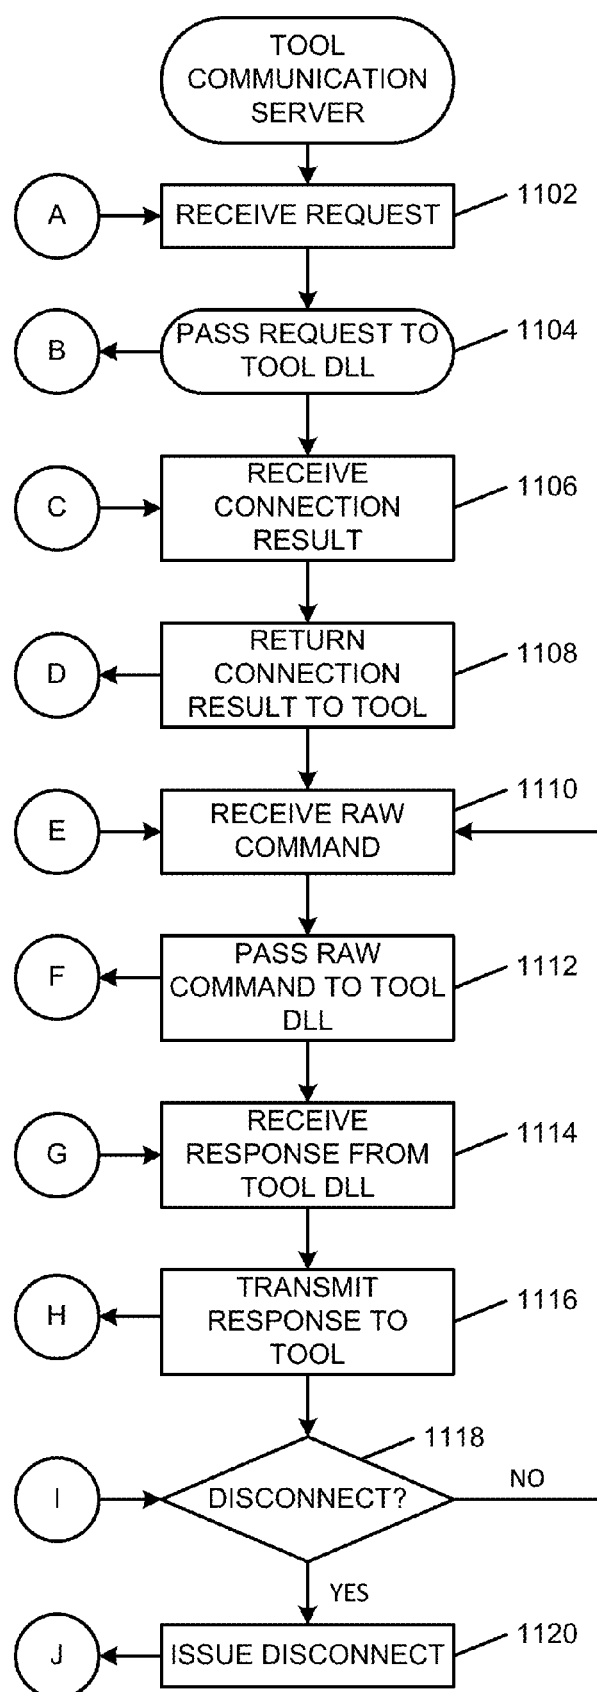 TOOL
COMMUNICATION
SERVER
A
RECEIVE REQUEST
1102
B
PASS REQUEST TO
TOOL DLL
1104
C
RECEIVE
CONNECTION
RESULT
1106
D
RETURN
CONNECTION
RESULT TO TOOL
1108
E
RECEIVE RAW
COMMAND
1110
F
PASS RAW
COMMAND TO TOOL
DLL
1112
G
RECEIVE
RESPONSE FROM
TOOL DLL
1114
H
TRANSMIT
RESPONSE TO
TOOL
1116
1118
I
DISCONNECT?
NO
YES
J
ISSUE DISCONNECT
1120